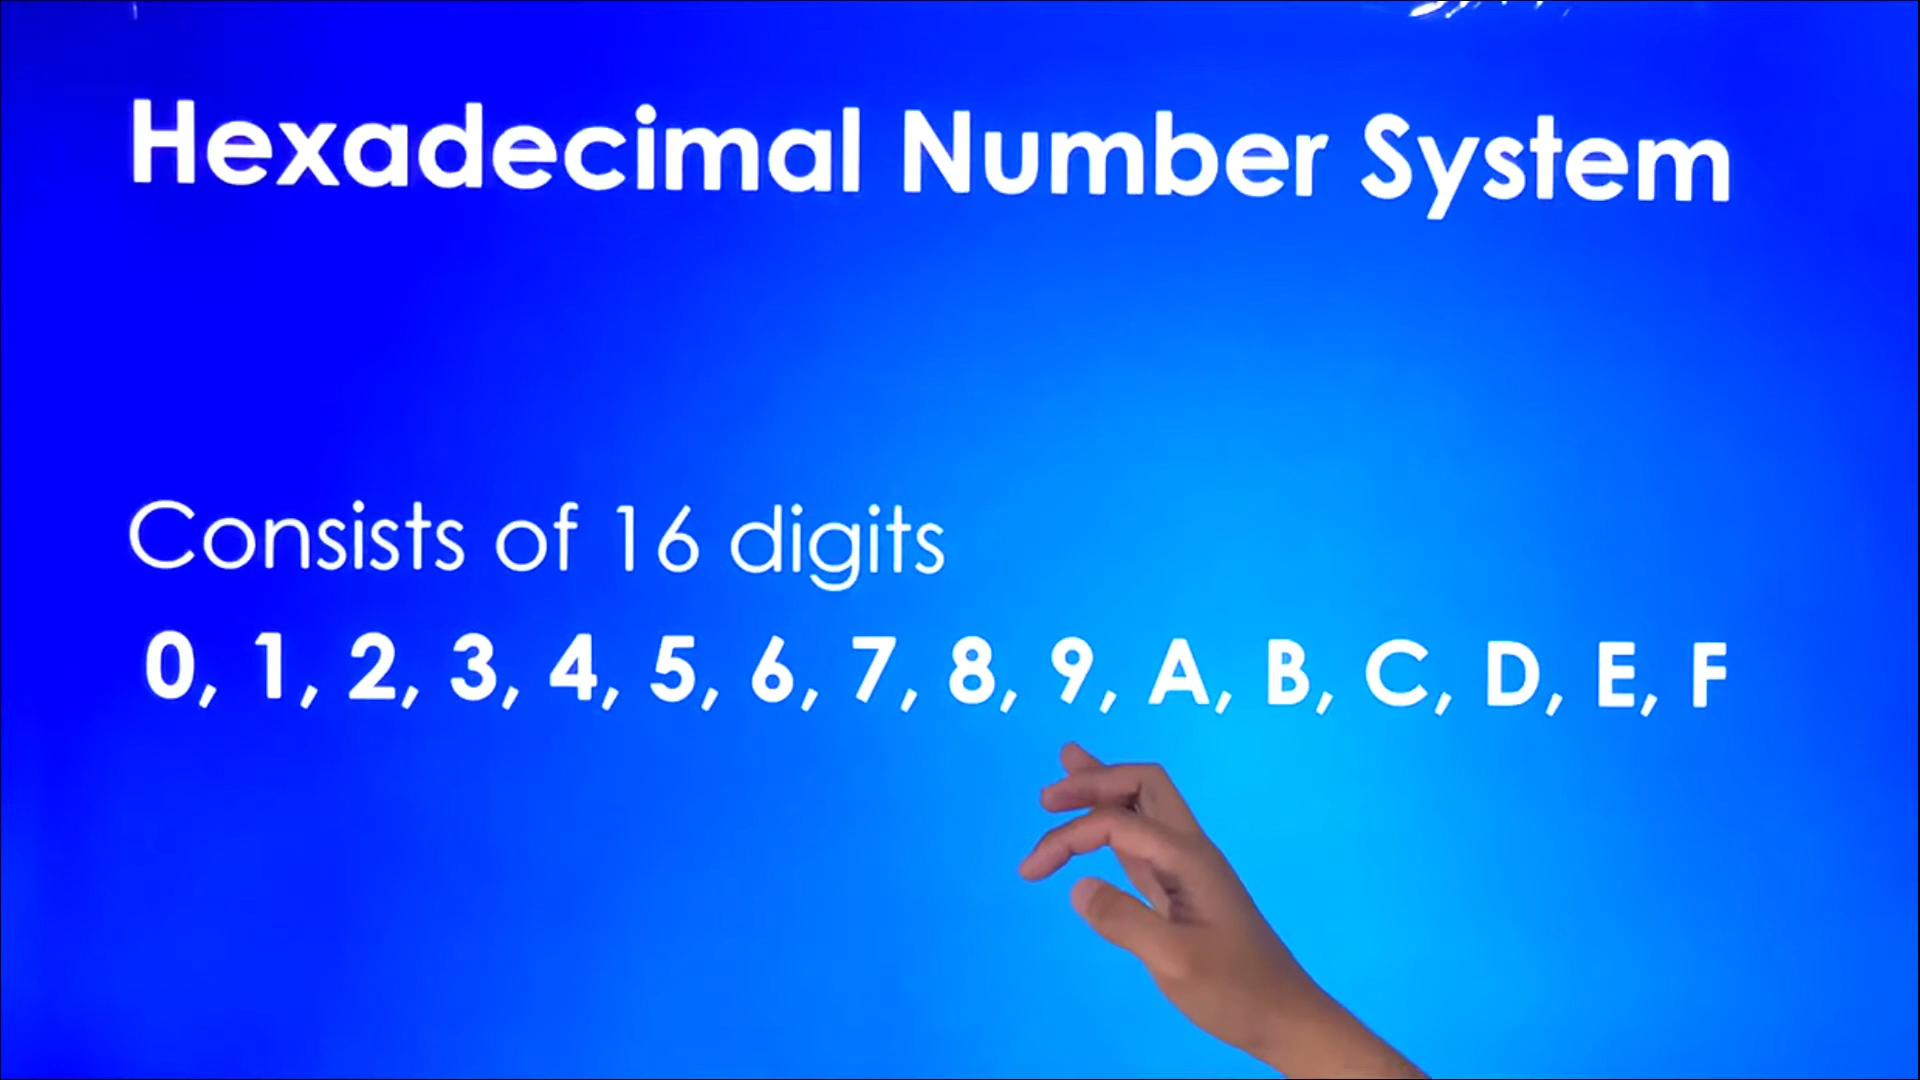 Hexadecimal Number System
Consists of 16 digits
0, 1, 2, 3, 4, 5, 6, 7, 8, 9, A, B, C, D, E, F